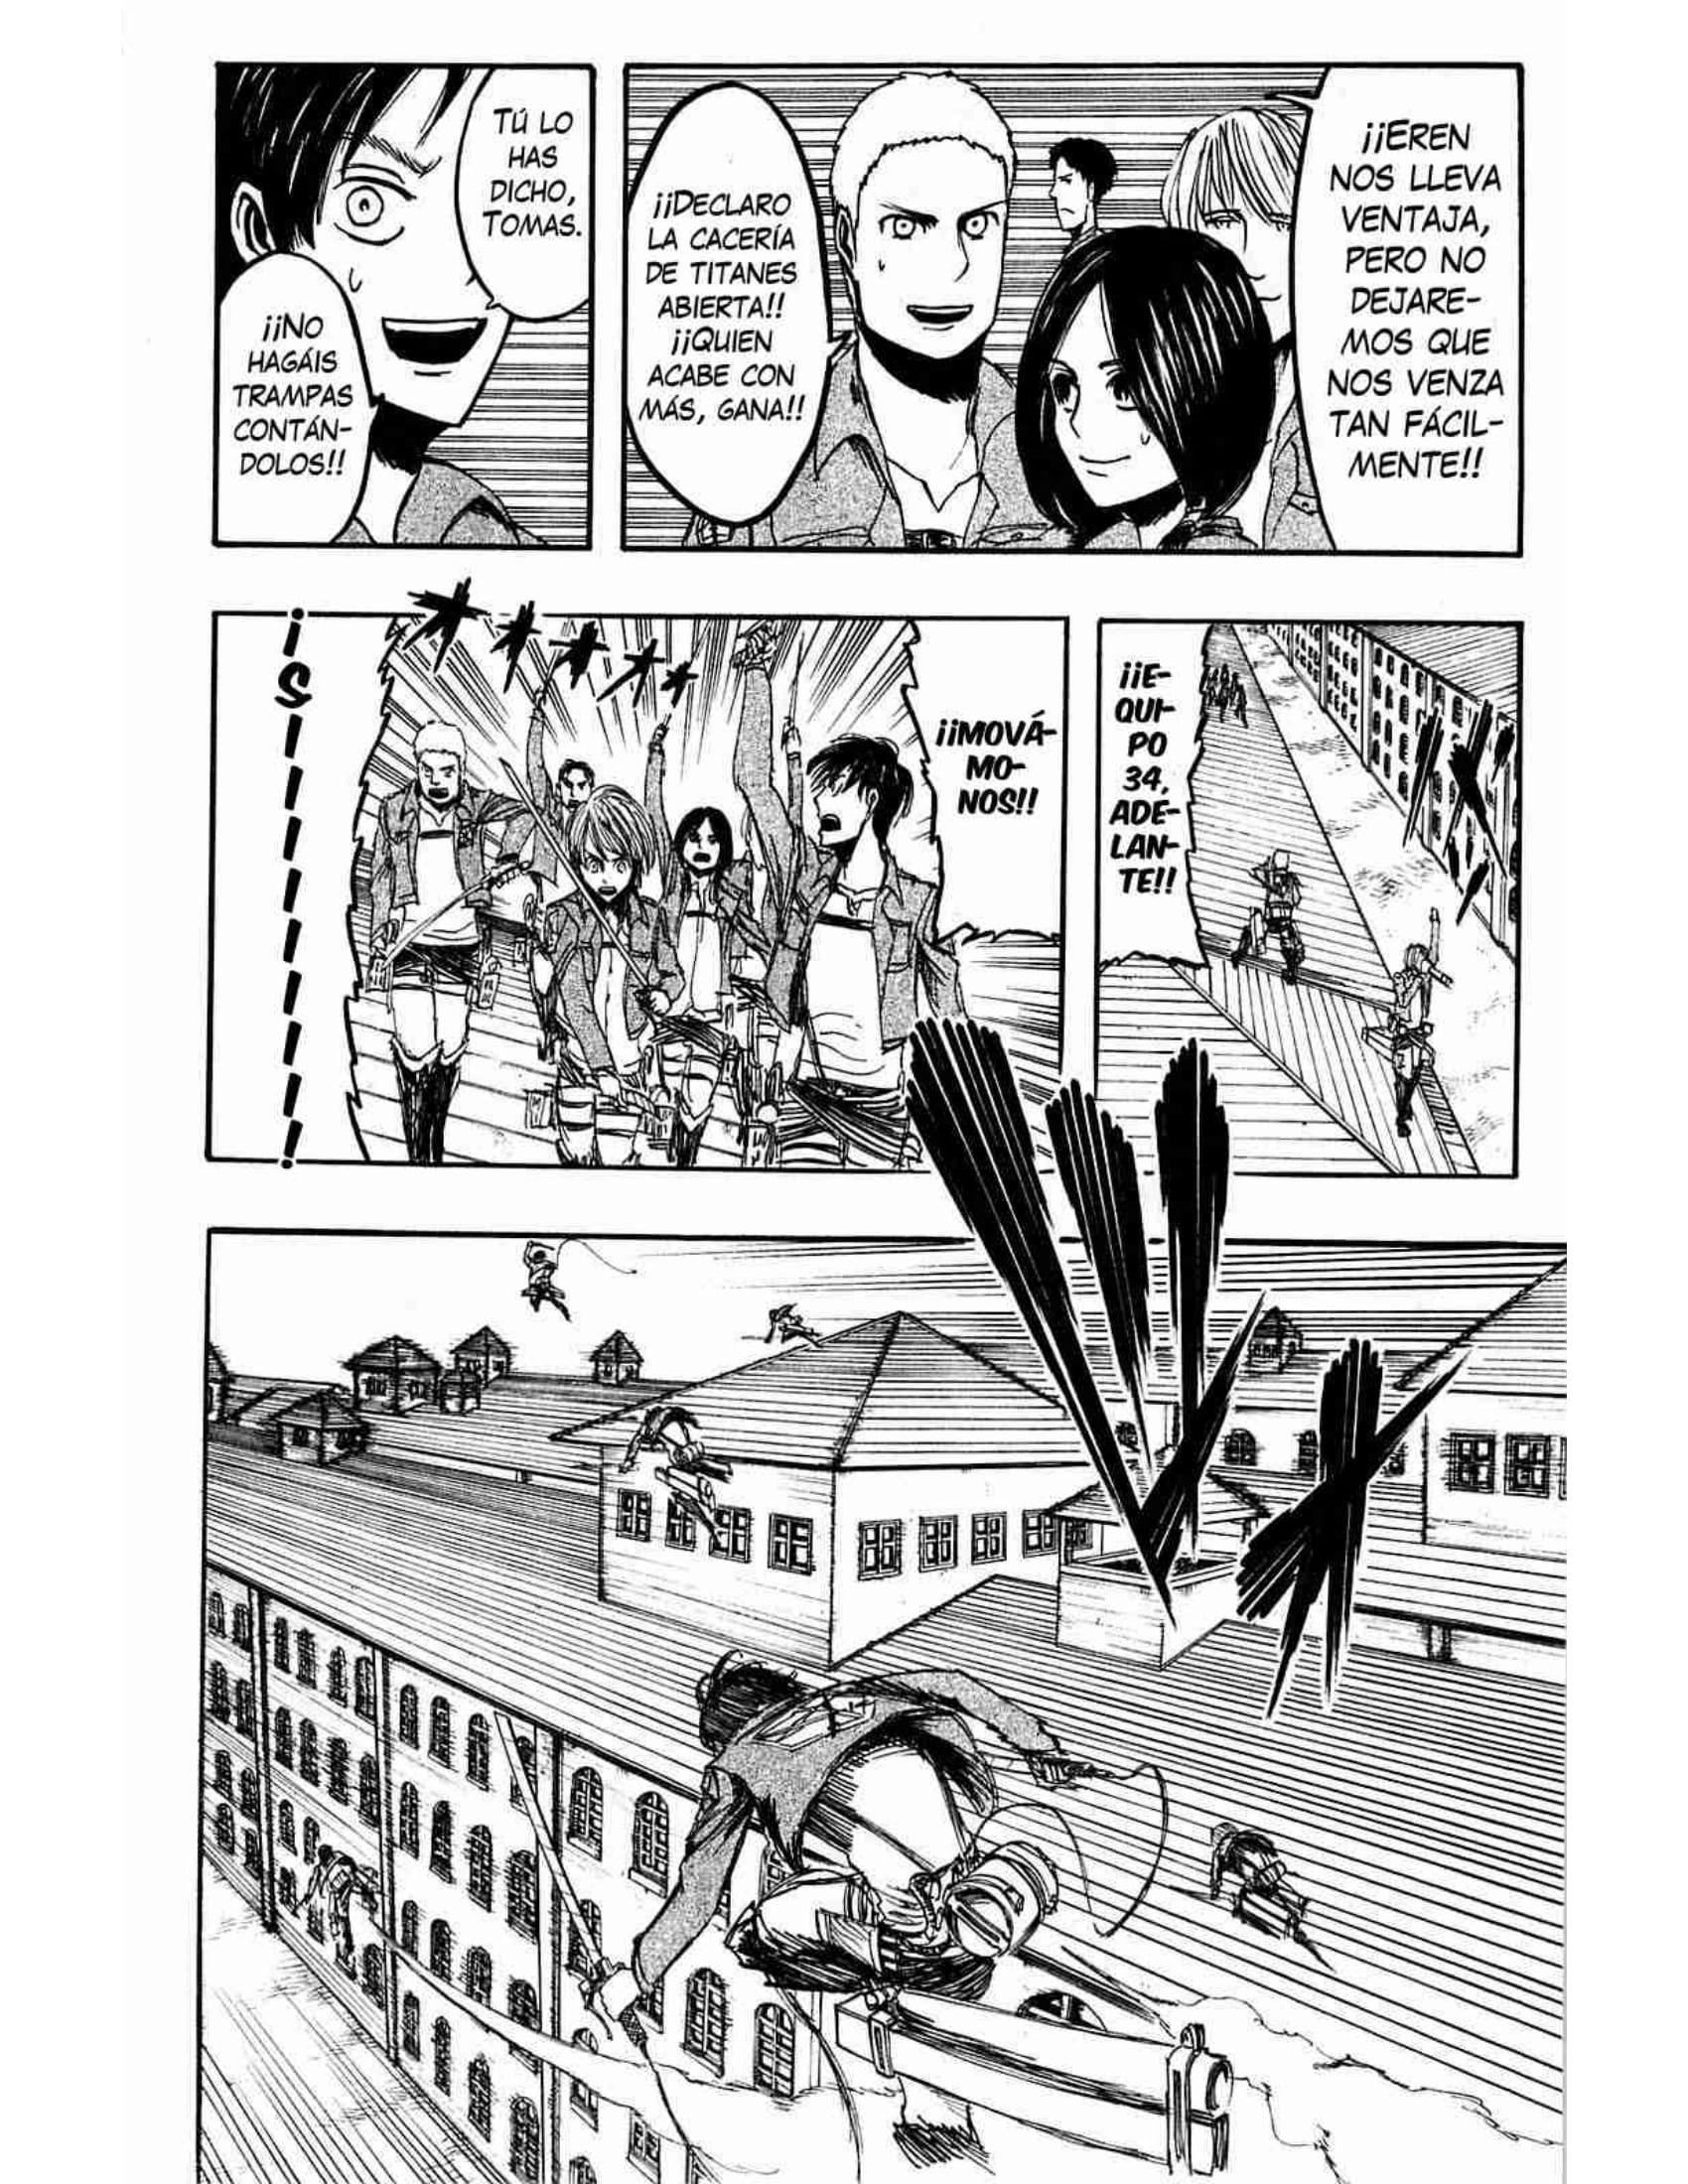 ¡¡EREN
NOS LLEVA
VENTAJA,
PERO NO
DEJARE-
MOS QUE
NOS VENZA
TAN FÁCIL-
MENTE!!
¡¡DECLARO
LA CACERÍA
DE TITANES
ABIERTA!!
¡¡QUIEN
ACABE CON
MÁS, GANA!!
TÚ LO
HAS
DICHO,
TOMAS.
¡¡NO
HAGÁIS
TRAMPAS
CONTÁN-
DOLOS!!
¡¡E-
QUI-
PO
34,
ADE-
LAN-
TE!!
¡¡MOVÁ-
MO-
NOS!!
¡SIIIIIIIII!